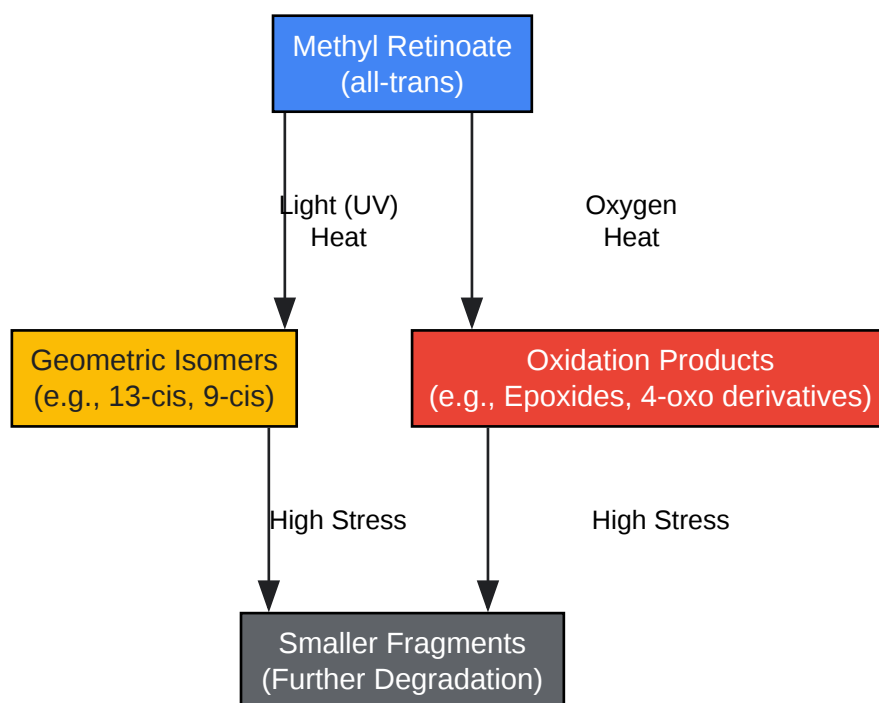 Methyl Retinoate
(all-trans)
Light (UV)
Heat
Oxygen
Heat
Geometric Isomers
(e.g., 13-cis, 9-cis)
Oxidation Products
(e.g., Epoxides, 4-oxo derivatives)
High Stress
High Stress
Smaller Fragments
(Further Degradation)